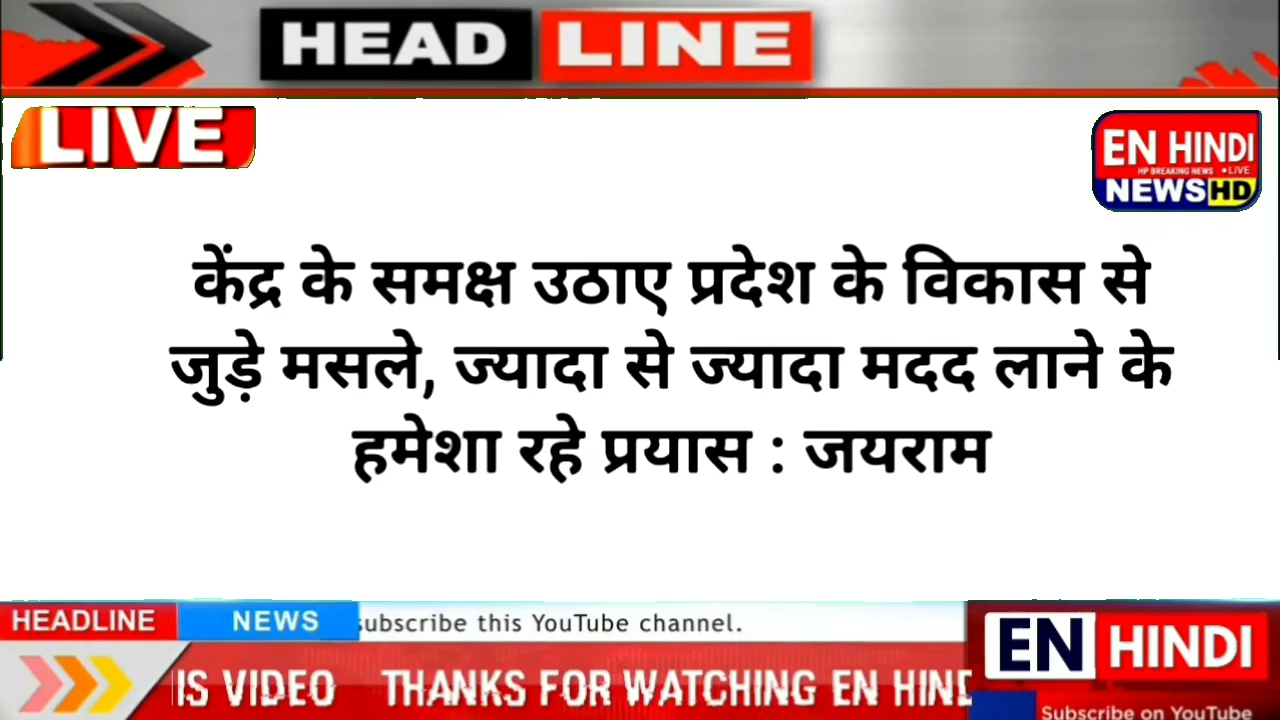 HEAD LINE
LIVE
EN HINDI
HP BREAKING NEWS • LIVE
NEWS HD
केंद्र के समक्ष उठाए प्रदेश के विकास से
जुड़े मसले, ज्यादा से ज्यादा मदद लाने के
हमेशा रहे प्रयास : जयराम
HEADLINE NEWS subscribe this YouTube channel.
IS VIDEO THANKS FOR WATCHING EN HIND
EN HINDI
Subscribe on YouTube